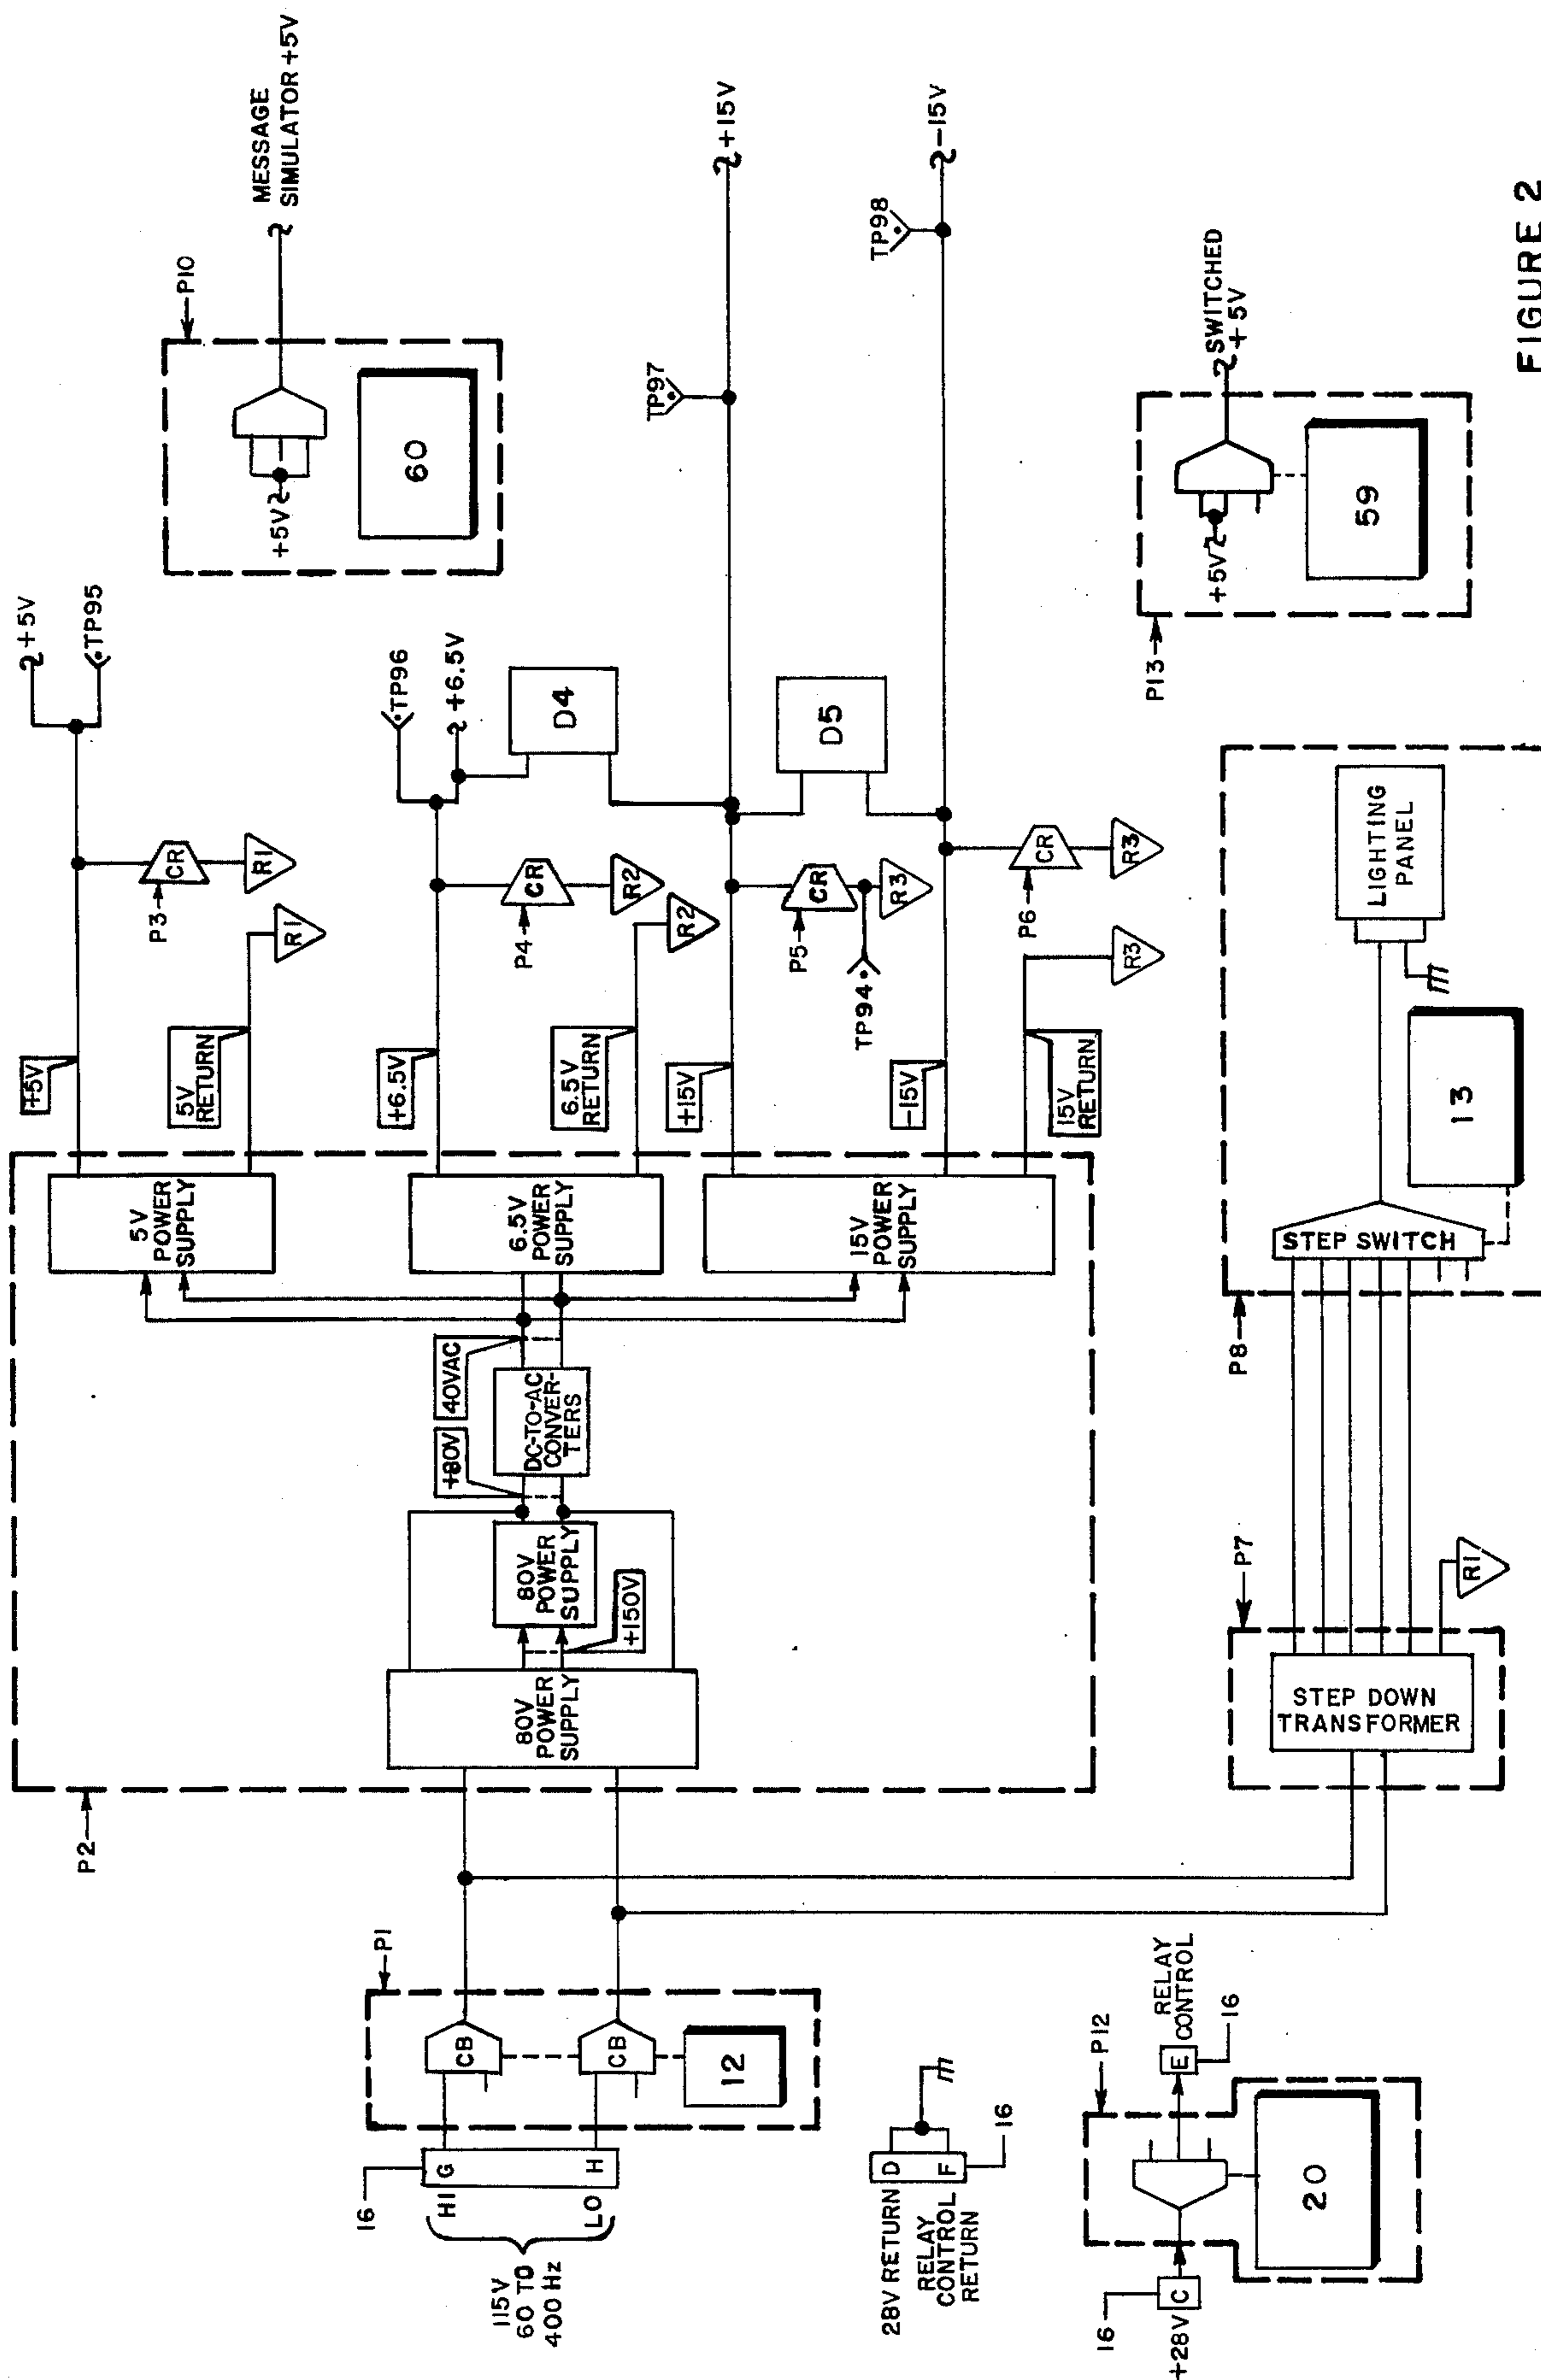 MESSAGE
SIMULATOR +5V
P10
+5V
60
+5V
TP95
TP96
+6.5V
D4
TP97
+15V
D5
TP98
-15V
P13
+5V
SWITCHED
+5V
59
FIGURE 2
P3
CR
R1
R1
P4
CR
R2
R2
P5
CR
R3
TP94
P6
CR
R3
R3
+5V
5V
RETURN
+6.5V
6.5V
RETURN
+15V
-15V
15V
RETURN
P2
5V
POWER
SUPPLY
6.5V
POWER
SUPPLY
15V
POWER
SUPPLY
40VAC
DC-TO-AC
CONVER-
TERS
+80V
80V
POWER
SUPPLY
+150V
80V
POWER
SUPPLY
P1
CB
CB
12
16
G
H
HI
LO
115V
60 TO
400 Hz
28V RETURN
D
F
RELAY
CONTROL
RETURN
16
P12
+28V
C
16
E
RELAY
CONTROL
16
20
P7
STEP DOWN
TRANSFORMER
R1
P8
STEP SWITCH
13
LIGHTING
PANEL